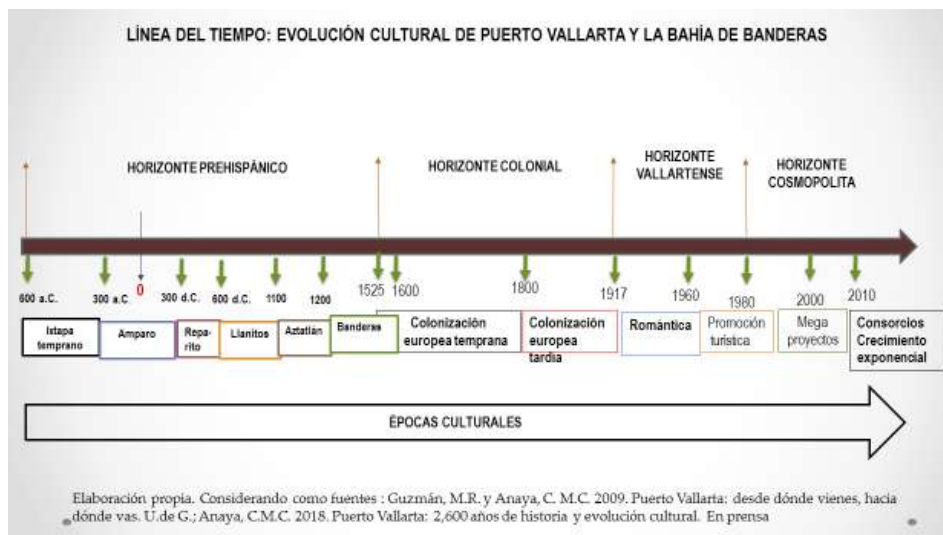 LÍNEA DEL TIEMPO: EVOLUCIÓN CULTURAL DE PUERTO VALLARTA Y LA BAHÍA DE BANDERAS
HORIZONTE PREHISPÁNICO
HORIZONTE COLONIAL
HORIZONTE
VALLARTENSE
HORIZONTE
COSMOPOLITA
600 a.C.
300 a.C.
0
300 d.C.
600 d.C.
1100
1200
1525
1600
1800
1917
1960
1980
2000
2010
Ixtapa
temprano
Amparo
Repa-
rito
Llanitos
Aztatlán
Banderas
Colonización
europea temprana
Colonización
europea
tardia
Romántica
Promoción
turística
Mega
proyectos
Consorcios
Crecimiento
exponencial
ÉPOCAS CULTURALES
Elaboración propia. Considerando como fuentes : Guzmán, M.R. y Anaya, C. M.C. 2009. Puerto Vallarta: desde dónde vienes, hacia
dónde vas. U.de G.; Anaya, C.M.C. 2018. Puerto Vallarta: 2,600 años de historia y evolución cultural. En prensa